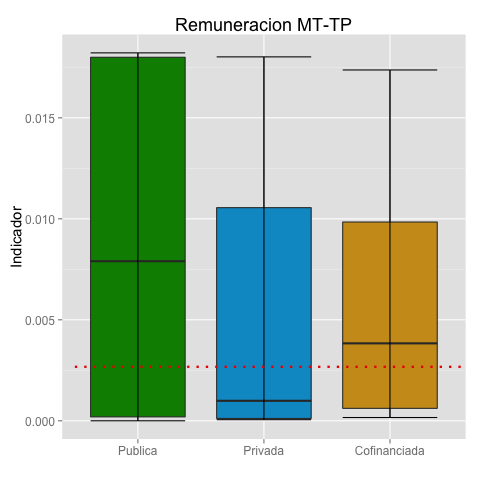 Remuneracion MT-TP
Indicador
0.015
0.010
0.005
0.000
Publica
Privada
Cofinanciada